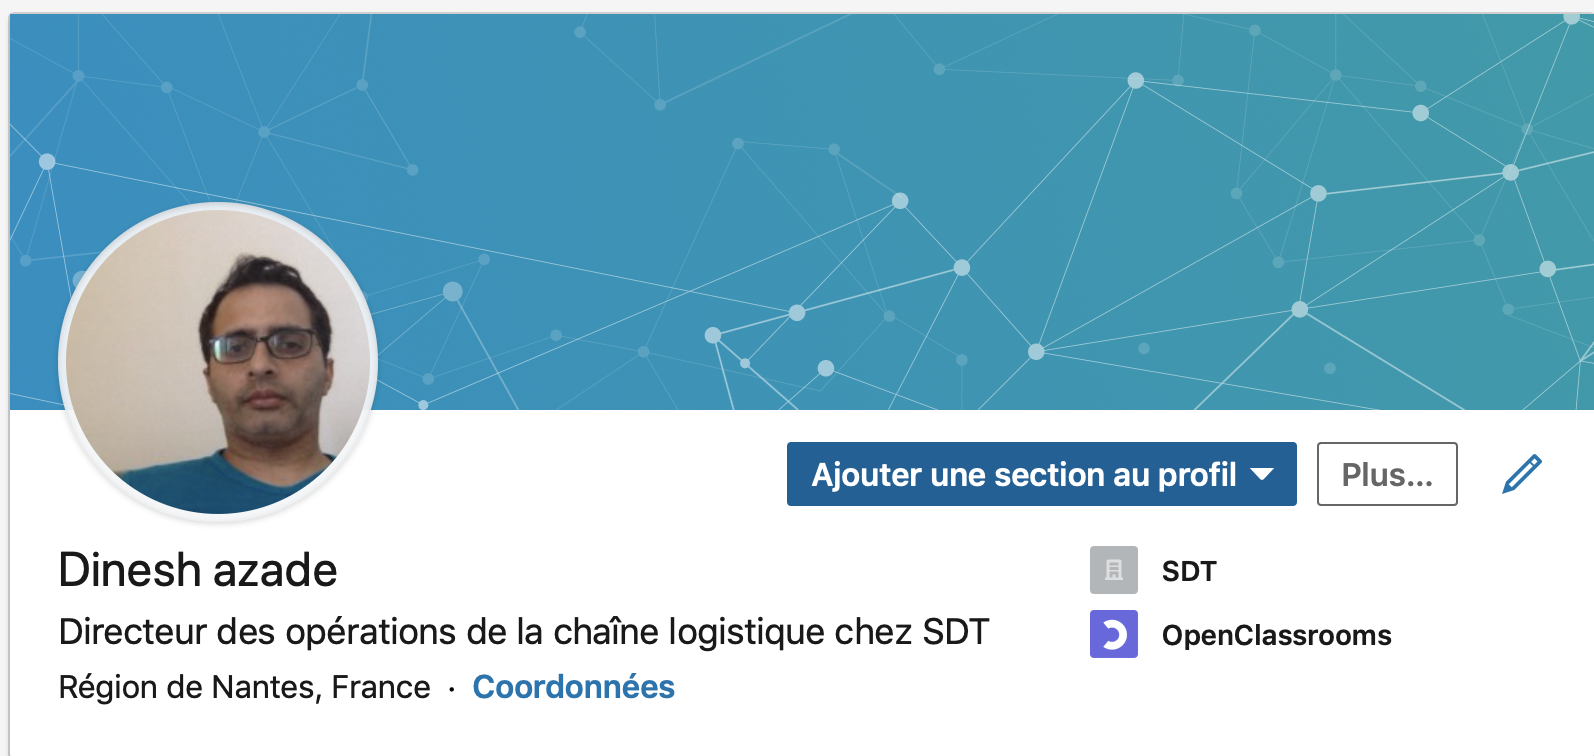 Ajouter une section au profil
Plus...
Dinesh azade
Directeur des opérations de la chaîne logistique chez SDT
Région de Nantes, France · Coordonnées
SDT
OpenClassrooms